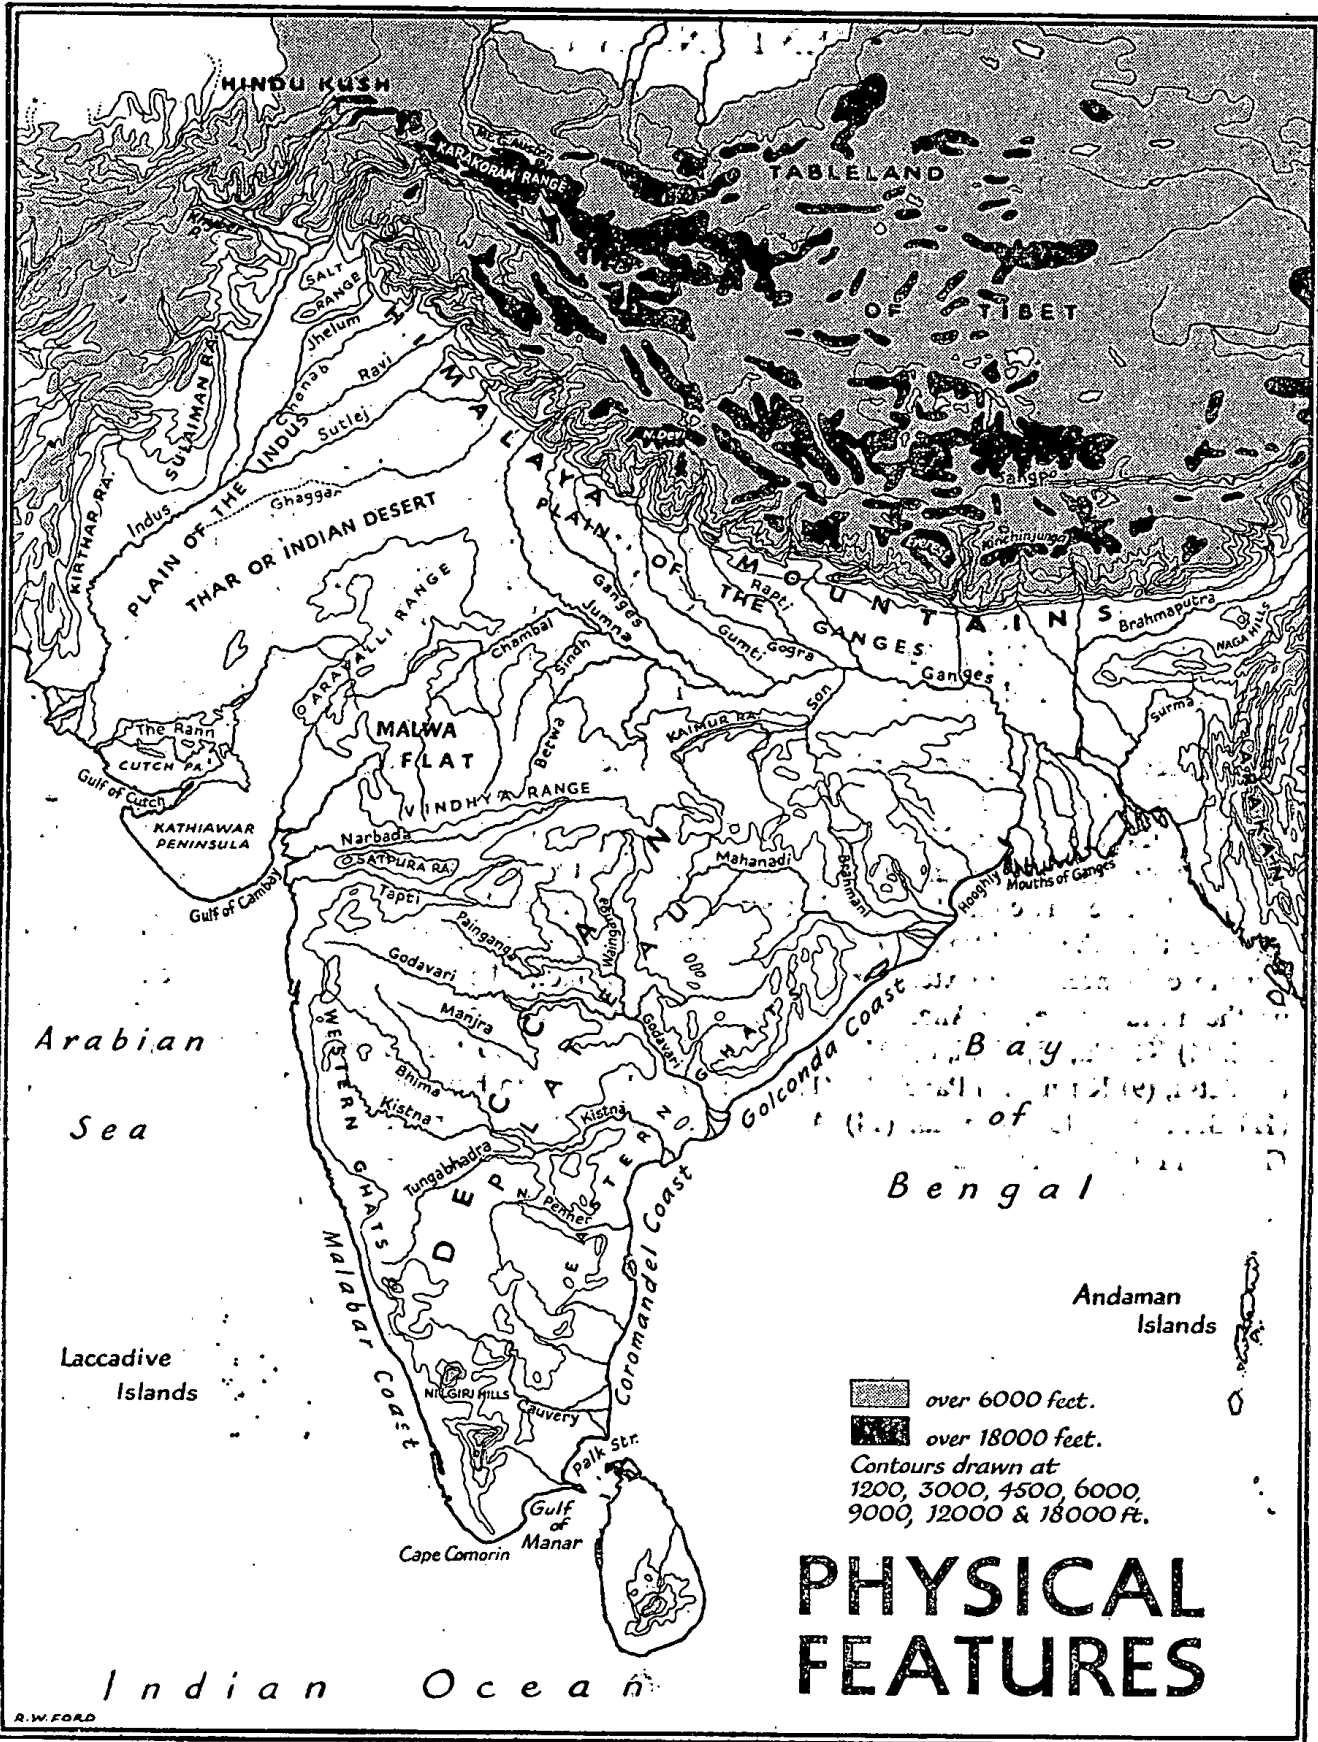 HINDU KUSH
KARAKORAM RANGE
TABLELAND
OF TIBET
SALT
RANGE
Jhelum
Chenab
Ravi
Sutlej
SULAIMAN RA.
KIRTHAR RA.
Indus
PLAIN OF THE INDUS
Ghaggar
THAR OR INDIAN DESERT
HIMALAYA MOUNTAINS
PLAIN OF THE GANGES
Sangpo
Kinchinjunga
Rapti
Ganges
Jumna
Gumti
Gogra
Ganges
Brahmaputra
NAGA HILLS
Surma
ARAKAN
ARAVALLI RANGE
Chambal
Sindh
Betwa
Son
KAIMUR RA.
MALWA
FLAT
The Rann
CUTCH PA.
Gulf of Cutch
KATHIAWAR
PENINSULA
Gulf of Cambay
VINDHYA RANGE
Narbada
SATPURA RA.
Tapti
Mahanadi
Brahmani
Hooghly
Mouths of Ganges
Painganga
Wainganga
Godavari
Manjra
Godavari
Bhima
Kistna
Kistna
Tungabhadra
N. Penner
DECCAN
PLATEAU
WESTERN GHATS
EASTERN GHATS
Golconda Coast
Coromandel Coast
Malabar Coast
Arabian
Sea
Bay
of
Bengal
Laccadive
Islands
Andaman
Islands
NILGIRI HILLS
Cauvery
Palk Str.
Gulf
of
Manar
Cape Comorin
over 6000 feet.
over 18000 feet.
Contours drawn at
1200, 3000, 4500, 6000,
9000, 12000 & 18000 ft.
PHYSICAL
FEATURES
Indian Ocean
R.W. FORD